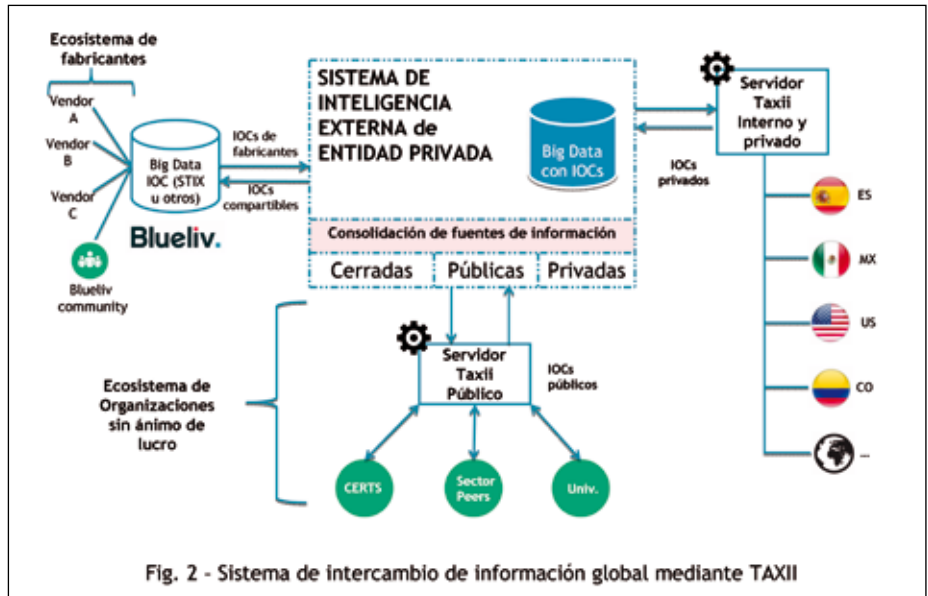 Ecosistema de
fabricantes
Vendor
A
Vendor
B
Vendor
C
Blueliv
community
Big Data
IOC (STIX
u otros)
Blueliv.
IOCs de
fabricantes
IOCs
compartibles
SISTEMA DE
INTELIGENCIA
EXTERNA de
ENTIDAD PRIVADA
Big Data
con IOCs
Consolidación de fuentes de información
Cerradas
Públicas
Privadas
IOCs
privados
Servidor
Taxii
Interno y
privado
ES
MX
US
CO
...
Ecosistema de
Organizaciones
sin ánimo de
lucro
Servidor
Taxii
Público
IOCs
públicos
CERTS
Sector
Peers
Univ.
Fig. 2 - Sistema de intercambio de información global mediante TAXII